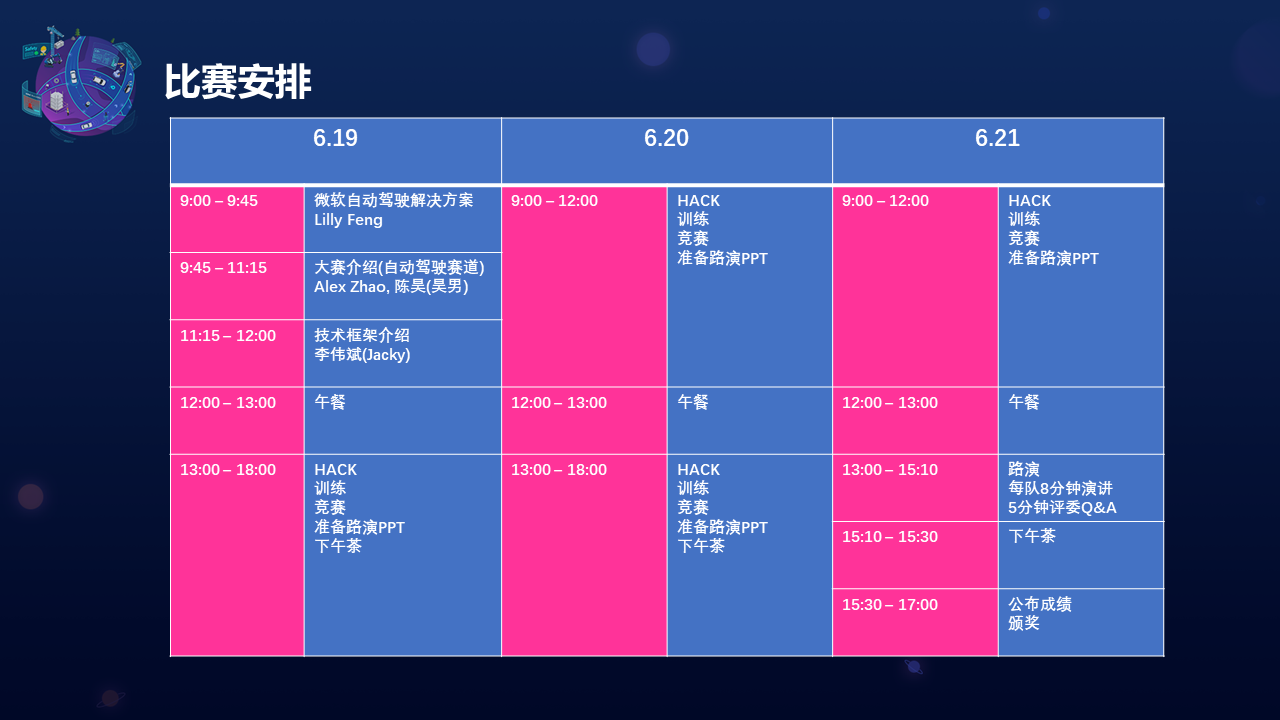 比赛安排
6.19
6.20
6.21
9:00 – 9:45
微软自动驾驶解决方案
Lilly Feng
9:45 – 11:15
大赛介绍(自动驾驶赛道)
Alex Zhao, 陈昊(昊男)
11:15 – 12:00
技术框架介绍
李伟斌(Jacky)
12:00 – 13:00
午餐
13:00 – 18:00
HACK
训练
竞赛
准备路演PPT
下午茶
9:00 – 12:00
HACK
训练
竞赛
准备路演PPT
12:00 – 13:00
午餐
13:00 – 18:00
HACK
训练
竞赛
准备路演PPT
下午茶
9:00 – 12:00
HACK
训练
竞赛
准备路演PPT
12:00 – 13:00
午餐
13:00 – 15:10
路演
每队8分钟演讲
5分钟评委Q&A
15:10 – 15:30
下午茶
15:30 – 17:00
公布成绩
颁奖